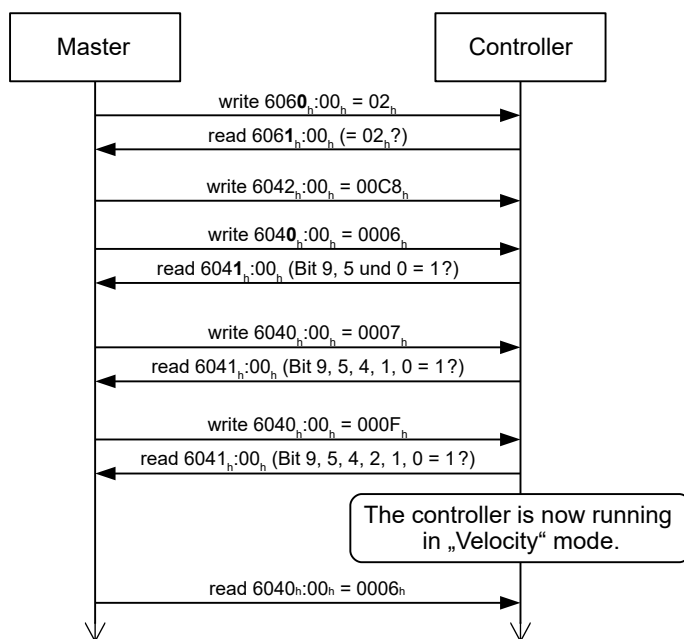 Master
Controller
write 6060ₕ:00ₕ = 02ₕ
read 6061ₕ:00ₕ (= 02ₕ?)
write 6042ₕ:00ₕ = 00C8ₕ
write 6040ₕ:00ₕ = 0006ₕ
read 6041ₕ:00ₕ (Bit 9, 5 und 0 = 1?)
write 6040ₕ:00ₕ = 0007ₕ
read 6041ₕ:00ₕ (Bit 9, 5, 4, 1, 0 = 1?)
write 6040ₕ:00ₕ = 000Fₕ
read 6041ₕ:00ₕ (Bit 9, 5, 4, 2, 1, 0 = 1?)
The controller is now running
in „Velocity“ mode.
read 6040ₕ:00ₕ = 0006ₕ